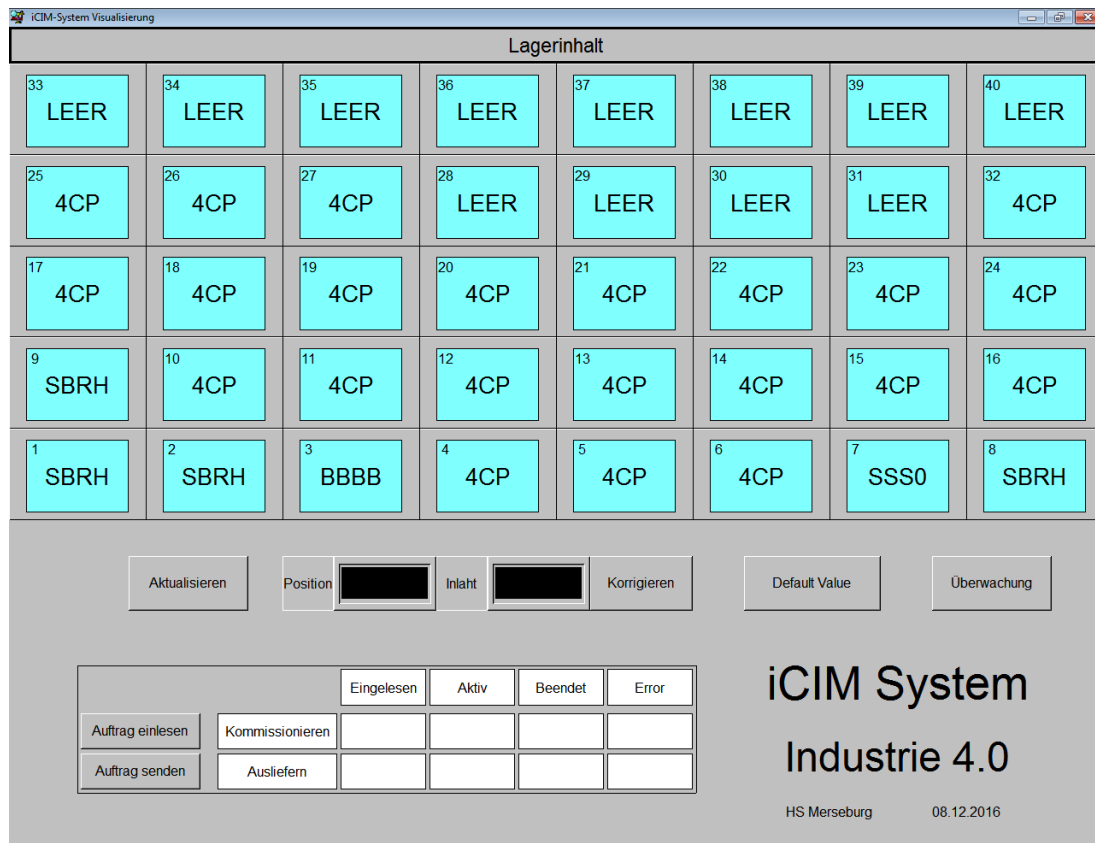 iCIM-System Visualisierung
Lagerinhalt
33 34 35 36 37 38 39 40
LEER LEER LEER LEER LEER LEER LEER LEER
25 26 27 28 29 30 31 32
4CP 4CP 4CP LEER LEER LEER LEER 4CP
17 18 19 20 21 22 23 24
4CP 4CP 4CP 4CP 4CP 4CP 4CP 4CP
9 10 11 12 13 14 15 16
SBRH 4CP 4CP 4CP 4CP 4CP 4CP 4CP
1 2 3 4 5 6 7 8
SBRH SBRH BBBB 4CP 4CP 4CP SSS0 SBRH
Aktualisieren Position Inlaht Korrigieren Default Value Überwachung
Eingelesen Aktiv Beendet Error
Auftrag einlesen Kommissionieren
Auftrag senden Ausliefern
iCIM System
Industrie 4.0
HS Merseburg 08.12.2016